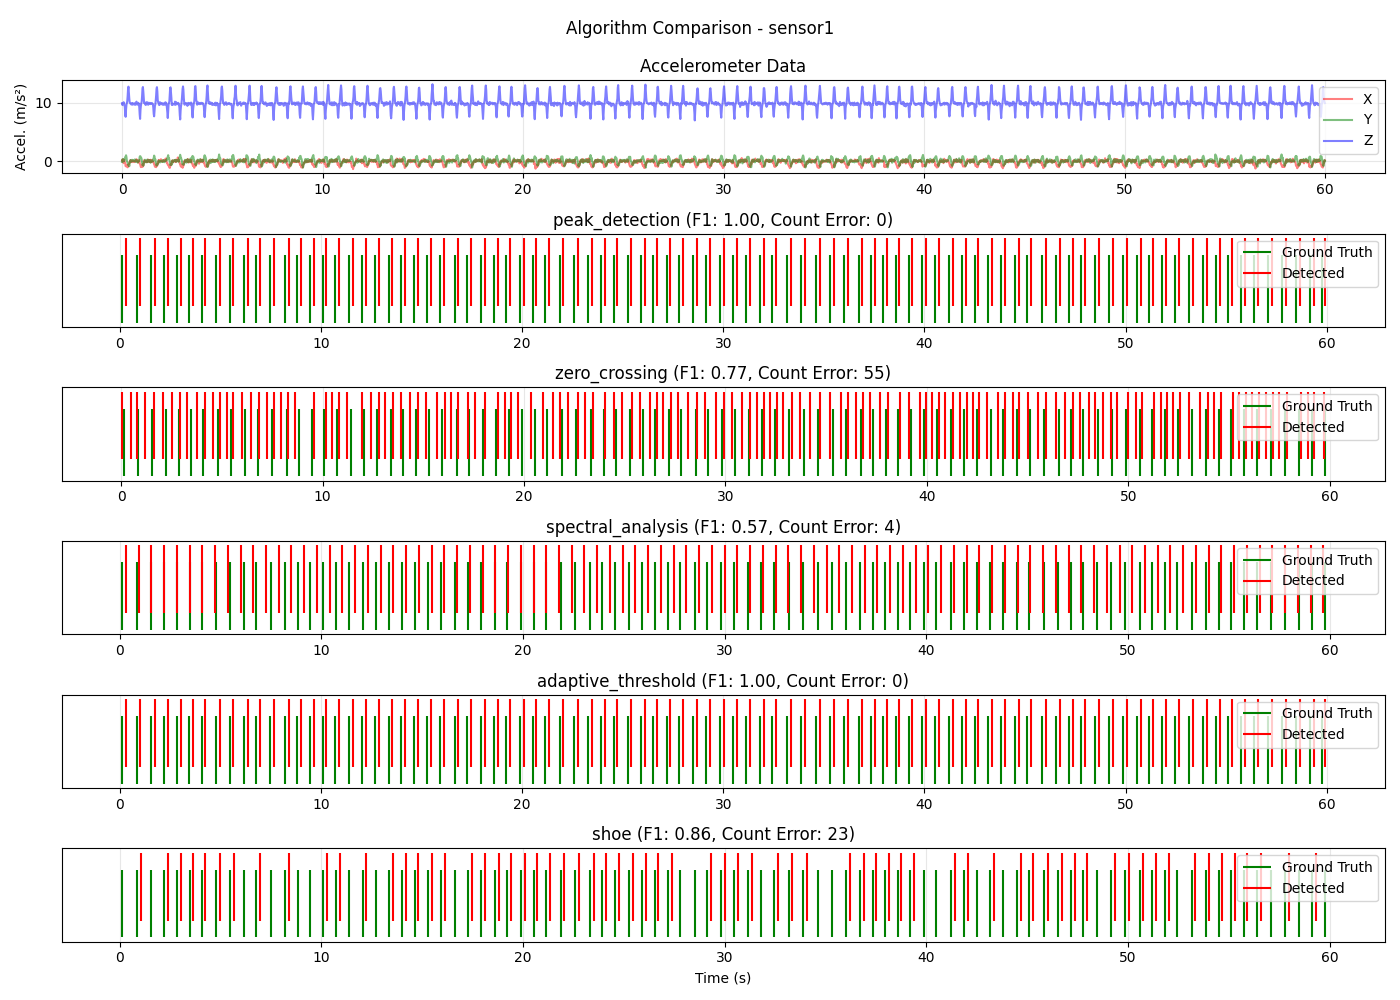 Algorithm Comparison - sensor1
Accelerometer Data
Accel. (m/s²)
10
0
X
Y
Z
0 10 20 30 40 50 60
peak_detection (F1: 1.00, Count Error: 0)
Ground Truth
Detected
0 10 20 30 40 50 60
zero_crossing (F1: 0.77, Count Error: 55)
Ground Truth
Detected
0 10 20 30 40 50 60
spectral_analysis (F1: 0.57, Count Error: 4)
Ground Truth
Detected
0 10 20 30 40 50 60
adaptive_threshold (F1: 1.00, Count Error: 0)
Ground Truth
Detected
0 10 20 30 40 50 60
shoe (F1: 0.86, Count Error: 23)
Ground Truth
Detected
0 10 20 30 40 50 60
Time (s)